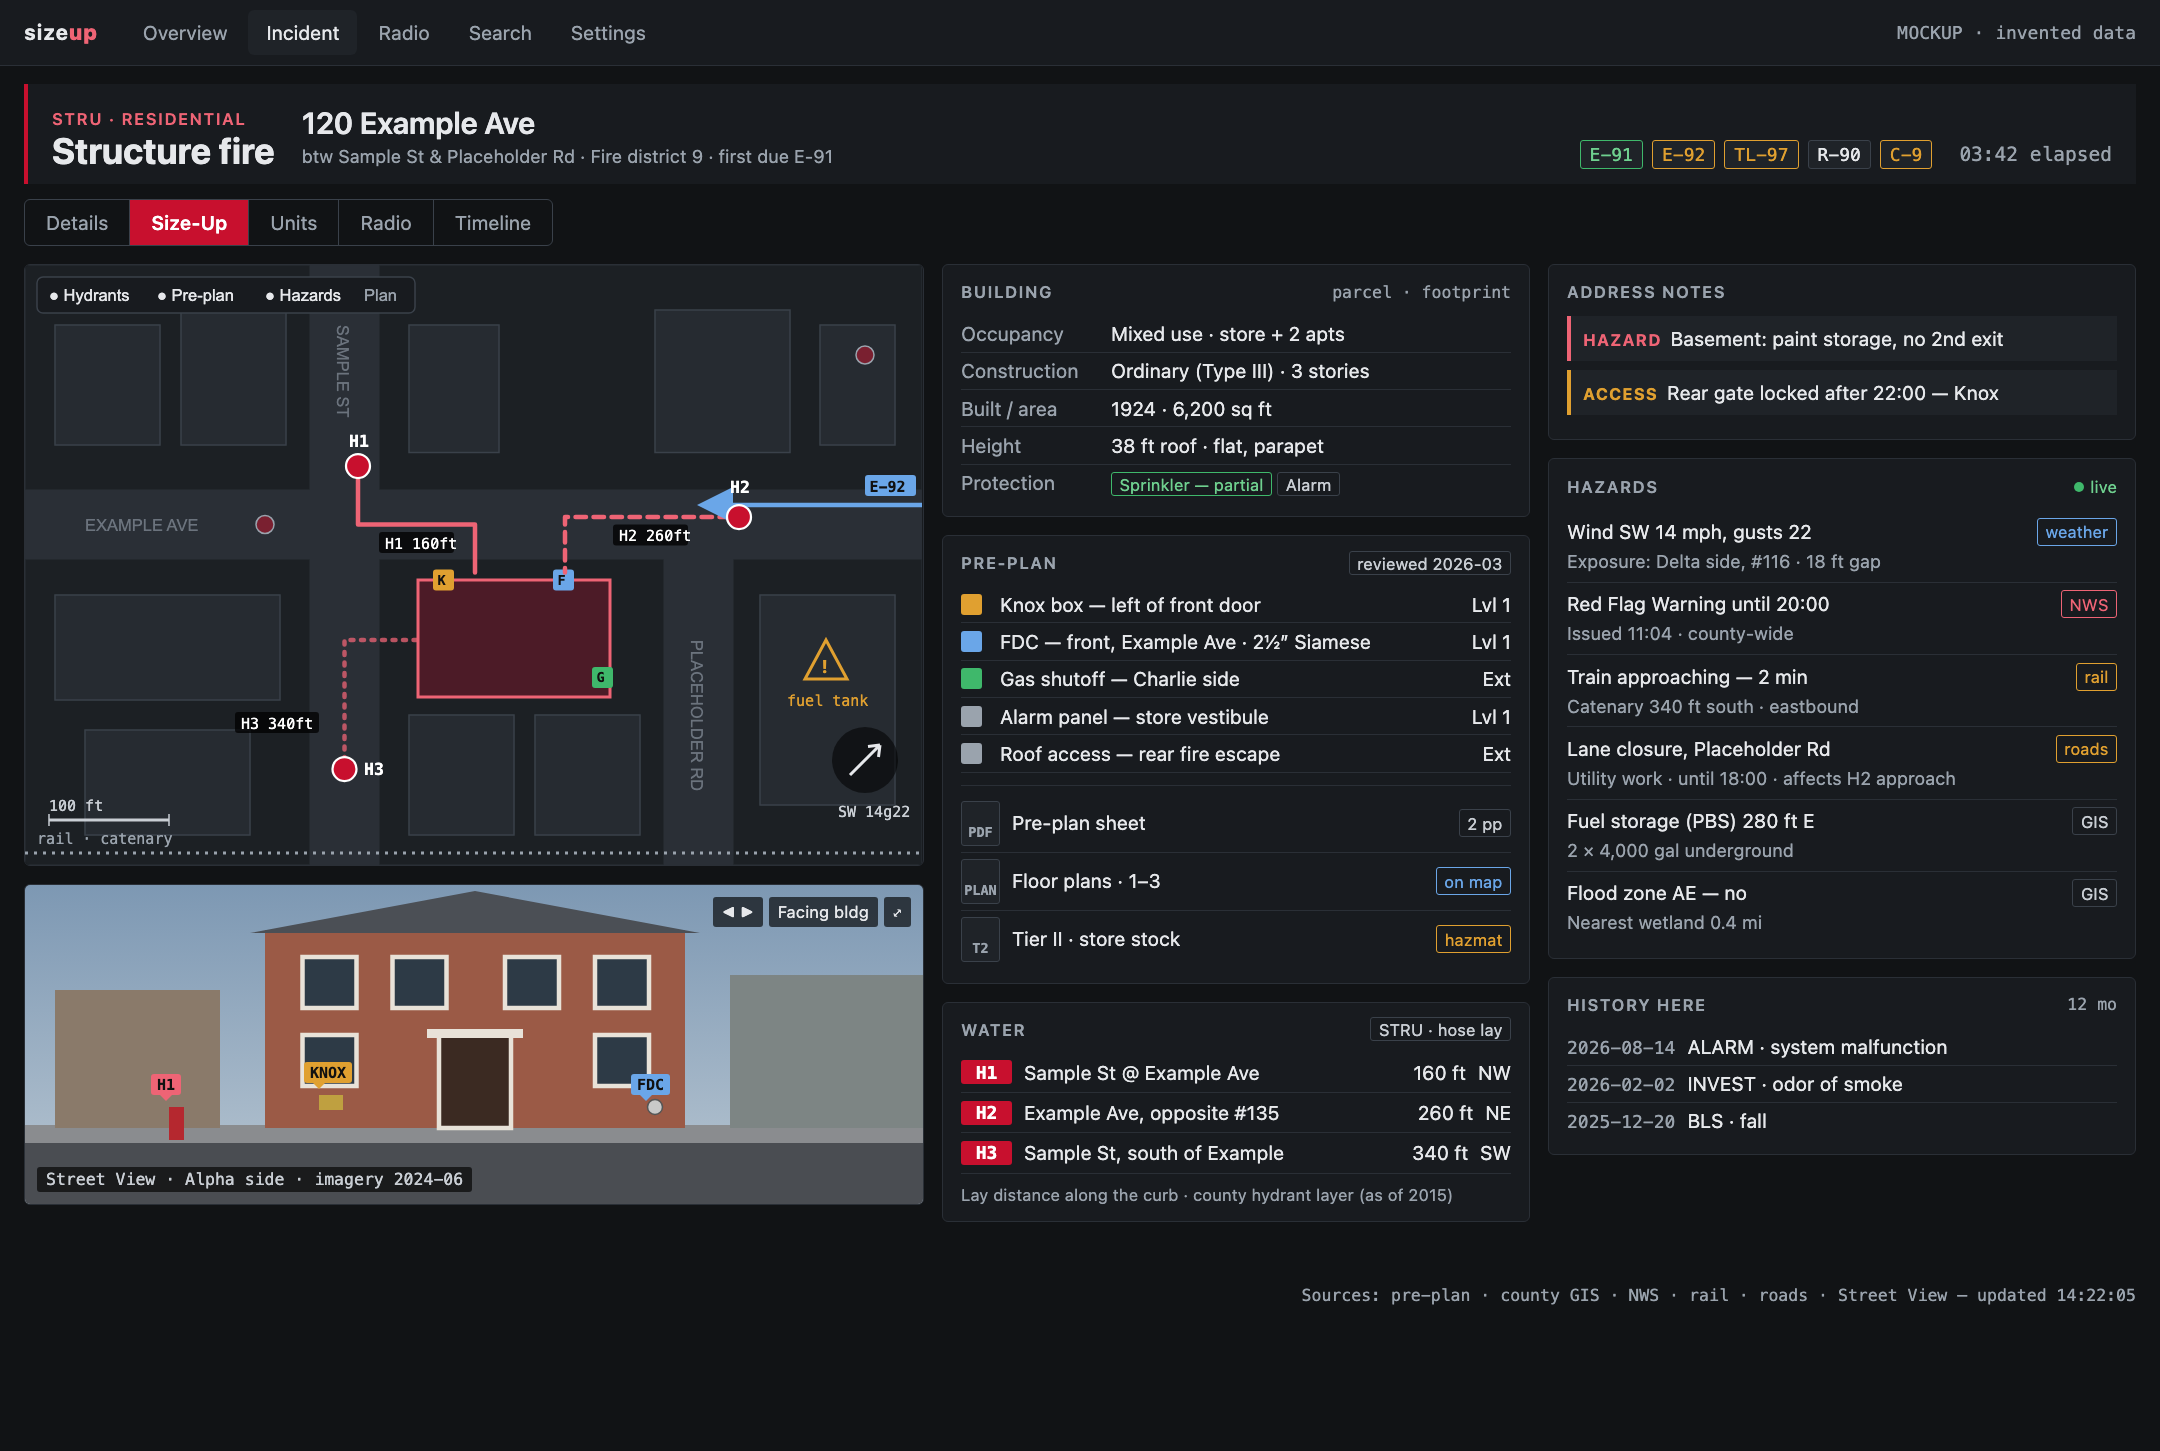 sizeup Overview Incident Radio Search Settings MOCKUP · invented data
STRU · RESIDENTIAL
Structure fire
120 Example Ave
btw Sample St & Placeholder Rd · Fire district 9 · first due E-91
E-91 E-92 TL-97 R-90 C-9 03:42 elapsed
Details Size-Up Units Radio Timeline
● Hydrants ● Pre-plan ● Hazards Plan
SAMPLE ST
H1
H2
E-92
EXAMPLE AVE
H1 160ft
H2 260ft
K
F
G
PLACEHOLDER RD
!
fuel tank
H3 340ft
H3
100 ft
SW 14g22
rail · catenary
◀ ▶ Facing bldg ⤢
KNOX
H1
FDC
Street View · Alpha side · imagery 2024-06
BUILDING parcel · footprint
Occupancy Mixed use · store + 2 apts
Construction Ordinary (Type III) · 3 stories
Built / area 1924 · 6,200 sq ft
Height 38 ft roof · flat, parapet
Protection Sprinkler — partial Alarm
PRE-PLAN reviewed 2026-03
Knox box — left of front door Lvl 1
FDC — front, Example Ave · 2½” Siamese Lvl 1
Gas shutoff — Charlie side Ext
Alarm panel — store vestibule Lvl 1
Roof access — rear fire escape Ext
PDF Pre-plan sheet 2 pp
PLAN Floor plans · 1–3 on map
T2 Tier II · store stock hazmat
WATER STRU · hose lay
H1 Sample St @ Example Ave 160 ft NW
H2 Example Ave, opposite #135 260 ft NE
H3 Sample St, south of Example 340 ft SW
Lay distance along the curb · county hydrant layer (as of 2015)
ADDRESS NOTES
HAZARD Basement: paint storage, no 2nd exit
ACCESS Rear gate locked after 22:00 — Knox
HAZARDS ● live
Wind SW 14 mph, gusts 22 weather
Exposure: Delta side, #116 · 18 ft gap
Red Flag Warning until 20:00 NWS
Issued 11:04 · county-wide
Train approaching — 2 min rail
Catenary 340 ft south · eastbound
Lane closure, Placeholder Rd roads
Utility work · until 18:00 · affects H2 approach
Fuel storage (PBS) 280 ft E GIS
2 × 4,000 gal underground
Flood zone AE — no GIS
Nearest wetland 0.4 mi
HISTORY HERE 12 mo
2026-08-14 ALARM · system malfunction
2026-02-02 INVEST · odor of smoke
2025-12-20 BLS · fall
Sources: pre-plan · county GIS · NWS · rail · roads · Street View — updated 14:22:05